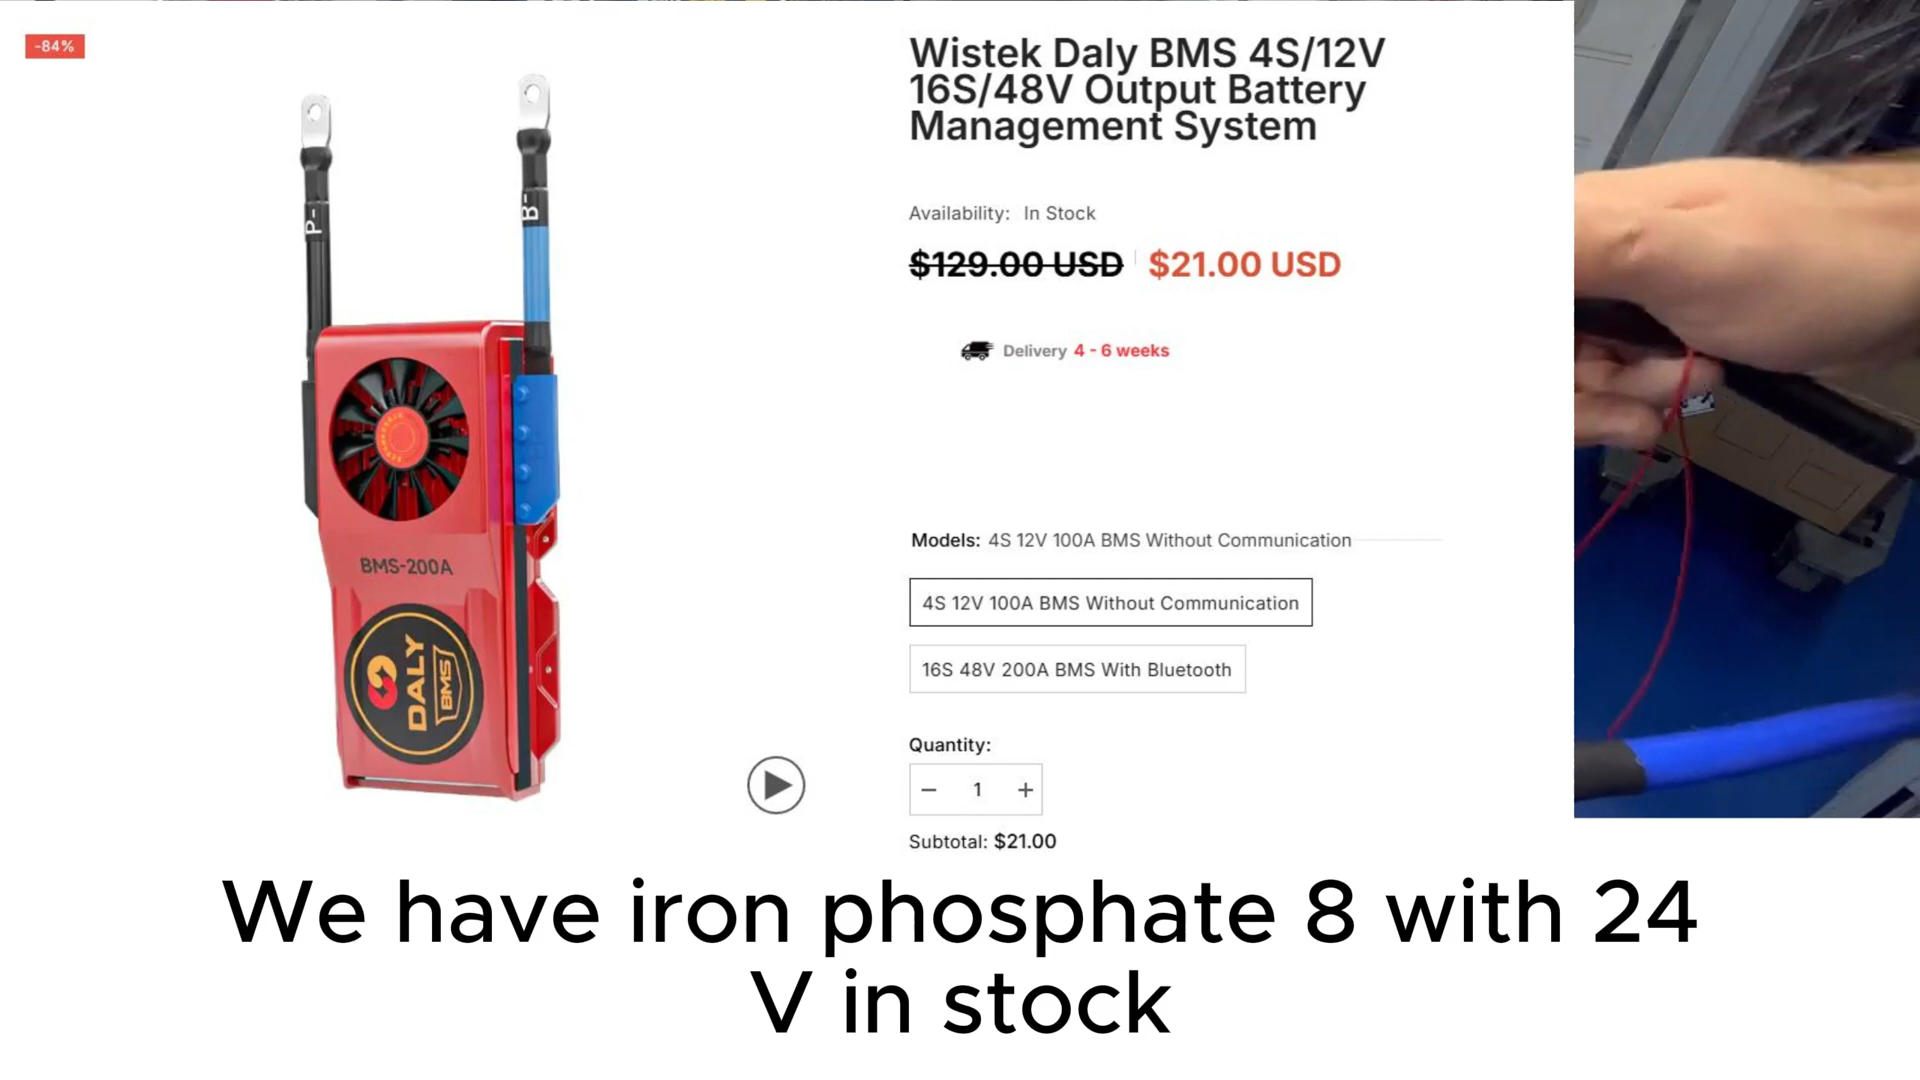 -84%
Wistek Daly BMS 4S/12V
16S/48V Output Battery
Management System
Availability: In Stock
$129.00 USD $21.00 USD
Delivery 4 - 6 weeks
P-
B-
BMS-200A
DALY
BMS
Models: 4S 12V 100A BMS Without Communication
4S 12V 100A BMS Without Communication
16S 48V 200A BMS With Bluetooth
Quantity:
− 1 +
Subtotal: $21.00
We have iron phosphate 8 with 24
V in stock